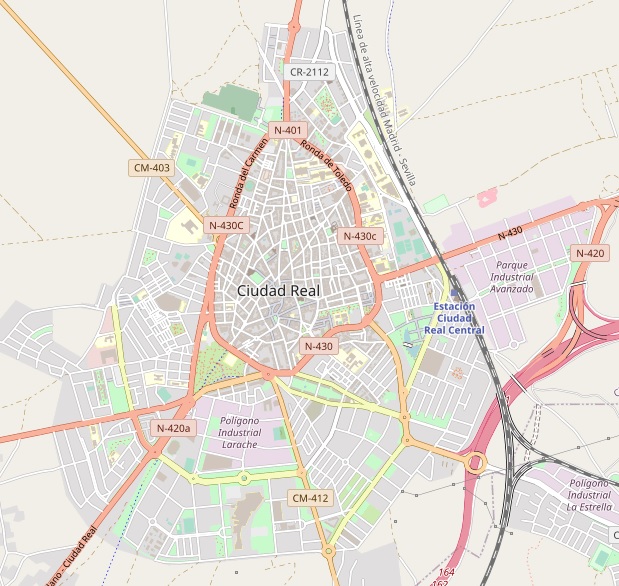 Línea de alta velocidad Madrid - Sevilla
CR-2112
N-401
Ronda del Carmen
Ronda de Toledo
CM-403
N-430C
N-430c
N-430
N-420
Parque
Industrial
Avanzado
Ciudad Real
Estación
Ciudad
Real Central
N-430
N-420a
Polígono
Industrial
Larache
CM-412
Polígono
Industrial
La Estrella
- Ciudad Real
164
162